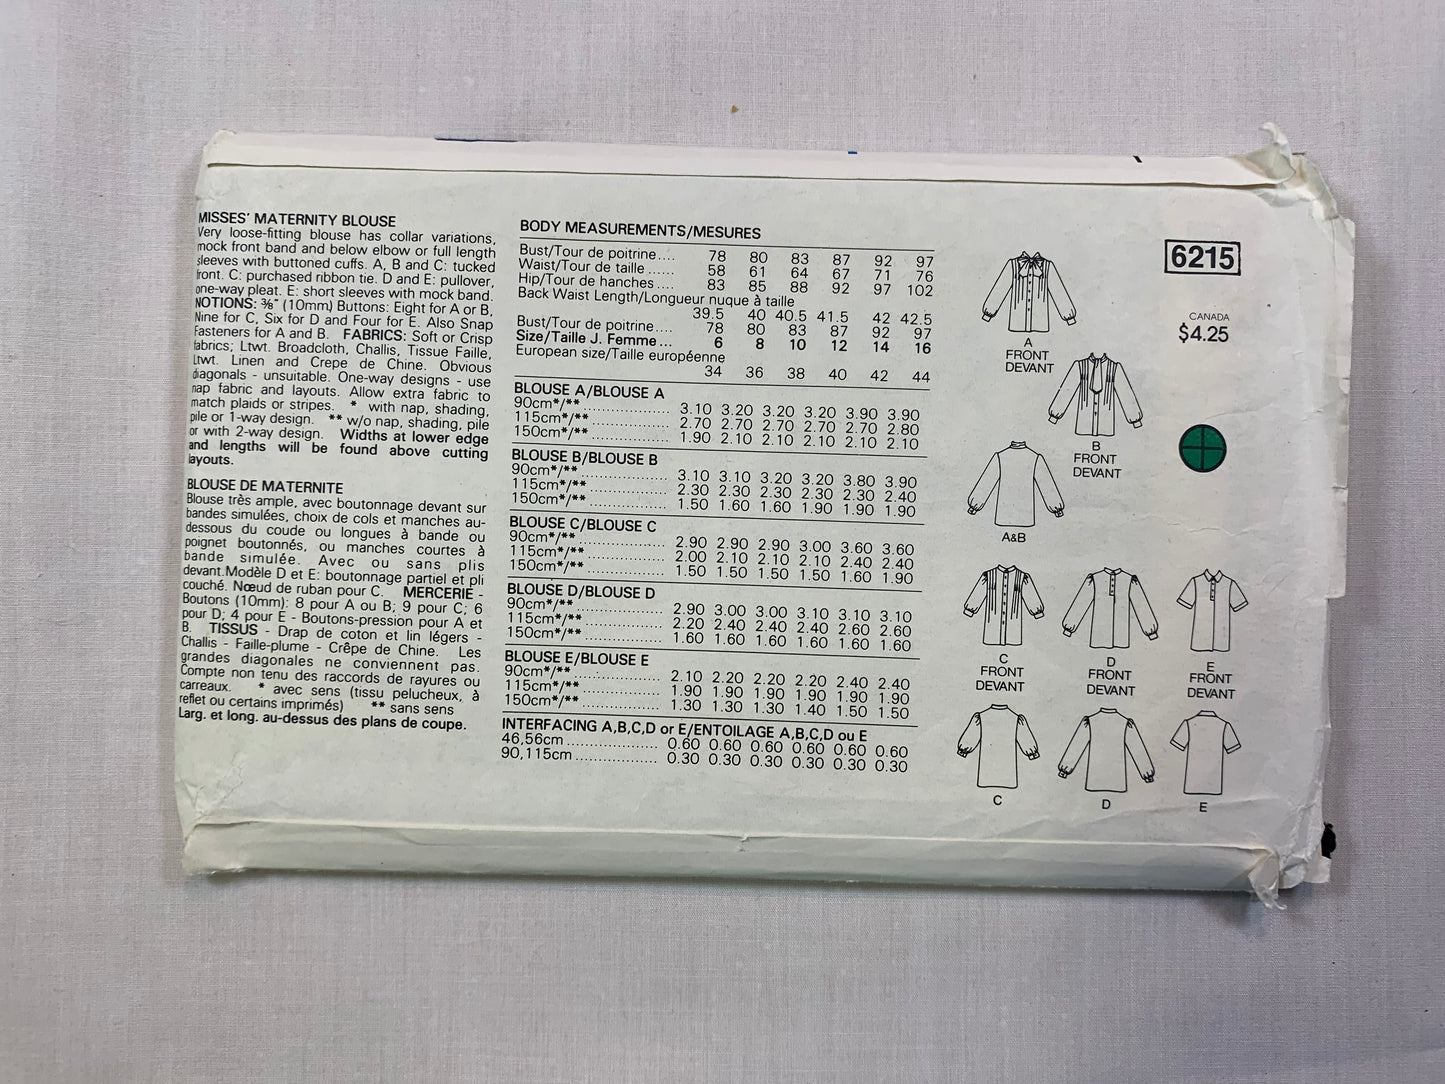 MISSES' MATERNITY BLOUSE
Very loose-fitting blouse has collar variations,
mock front band and below elbow or full length
sleeves with buttoned cuffs. A, B and C: tucked
front. C: purchased ribbon tie. D and E: pullover,
one-way pleat. E: short sleeves with mock band.
NOTIONS: ⅜" (10mm) Buttons: Eight for A or B,
Nine for C, Six for D and Four for E. Also Snap
Fasteners for A and B. FABRICS: Soft or Crisp
fabrics; Ltwt. Broadcloth, Challis, Tissue Faille,
Ltwt. Linen and Crepe de Chine. Obvious
diagonals - unsuitable. One-way designs - use
nap fabric and layouts. Allow extra fabric to
match plaids or stripes. * with nap, shading,
pile or 1-way design. ** w/o nap, shading, pile
or with 2-way design. Widths at lower edge
and lengths will be found above cutting
layouts.
BLOUSE DE MATERNITE
Blouse très ample, avec boutonnage devant sur
bandes simulées, choix de cols et manches au-
dessous du coude ou longues à bande ou
poignet boutonnés, ou manches courtes à
bande simulée. Avec ou sans plis
devant.Modèle D et E: boutonnage partiel et pli
couché. Nœud de ruban pour C. MERCERIE -
Boutons (10mm): 8 pour A ou B; 9 pour C; 6
pour D; 4 pour E - Boutons-pression pour A et
B. TISSUS - Drap de coton et lin légers -
Challis - Faille-plume - Crêpe de Chine. Les
grandes diagonales ne conviennent pas.
Compte non tenu des raccords de rayures ou
carreaux. * avec sens (tissu pelucheux, à
reflet ou certains imprimés) ** sans sens
Larg. et long. au-dessus des plans de coupe.
BODY MEASUREMENTS/MESURES
Bust/Tour de poitrine.... 78 80 83 87 92 97
Waist/Tour de taille ...... 58 61 64 67 71 76
Hip/Tour de hanches.... 83 85 88 92 97 102
Back Waist Length/Longueur nuque à taille
39.5 40 40.5 41.5 42 42.5
Bust/Tour de poitrine.... 78 80 83 87 92 97
Size/Taille J. Femme ... 6 8 10 12 14 16
European size/Taille européenne
34 36 38 40 42 44
BLOUSE A/BLOUSE A
90cm*/** .................. 3.10 3.20 3.20 3.20 3.90 3.90
115cm*/** ................. 2.70 2.70 2.70 2.70 2.70 2.80
150cm*/** ................. 1.90 2.10 2.10 2.10 2.10 2.10
BLOUSE B/BLOUSE B
90cm*/** .................. 3.10 3.10 3.20 3.20 3.80 3.90
115cm*/** ................. 2.30 2.30 2.30 2.30 2.30 2.40
150cm*/** ................. 1.50 1.60 1.60 1.90 1.90 1.90
BLOUSE C/BLOUSE C
90cm*/** .................. 2.90 2.90 2.90 3.00 3.60 3.60
115cm*/** ................. 2.00 2.10 2.10 2.10 2.40 2.40
150cm*/** ................. 1.50 1.50 1.50 1.50 1.60 1.90
BLOUSE D/BLOUSE D
90cm*/** .................. 2.90 3.00 3.00 3.10 3.10 3.10
115cm*/** ................. 2.20 2.40 2.40 2.40 2.60 2.60
150cm*/** ................. 1.60 1.60 1.60 1.60 1.60 1.60
BLOUSE E/BLOUSE E
90cm*/** .................. 2.10 2.20 2.20 2.20 2.40 2.40
115cm*/** ................. 1.90 1.90 1.90 1.90 1.90 1.90
150cm*/** ................. 1.30 1.30 1.30 1.40 1.50 1.50
INTERFACING A,B,C,D or E/ENTOILAGE A,B,C,D ou E
46,56cm ................... 0.60 0.60 0.60 0.60 0.60 0.60
90,115cm .................. 0.30 0.30 0.30 0.30 0.30 0.30
A
FRONT
DEVANT
B
FRONT
DEVANT
A&B
C
FRONT
DEVANT
D
FRONT
DEVANT
E
FRONT
DEVANT
C
D
E
6215
CANADA
$4.25